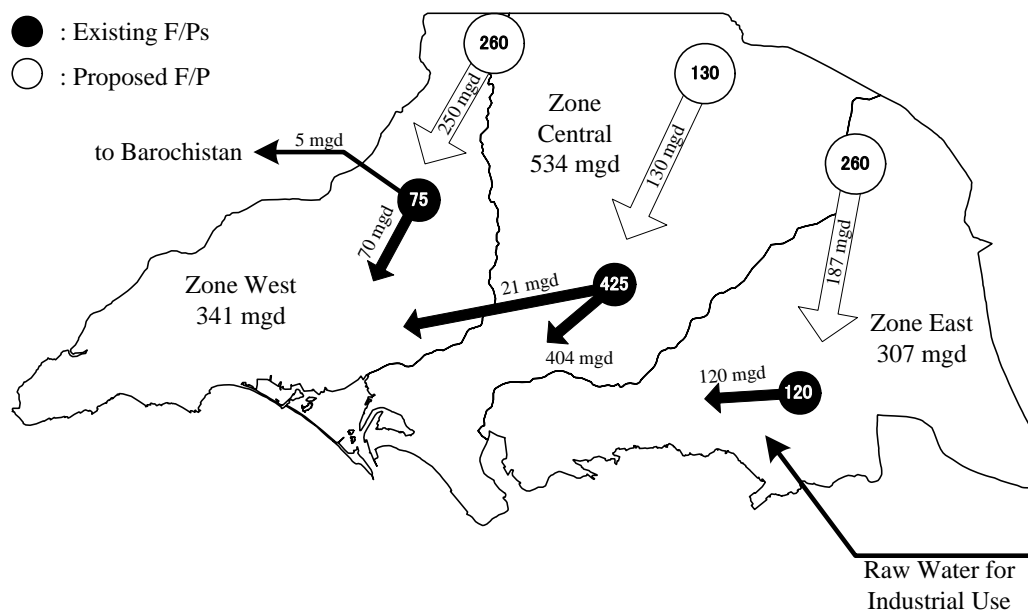 : Existing F/Ps
: Proposed F/P
260
130
250 mgd
Zone
Central
534 mgd
130 mgd
5 mgd
to Barochistan
260
75
70 mgd
187 mgd
Zone West
341 mgd
21 mgd
425
404 mgd
Zone East
307 mgd
120 mgd
120
Raw Water for
Industrial Use